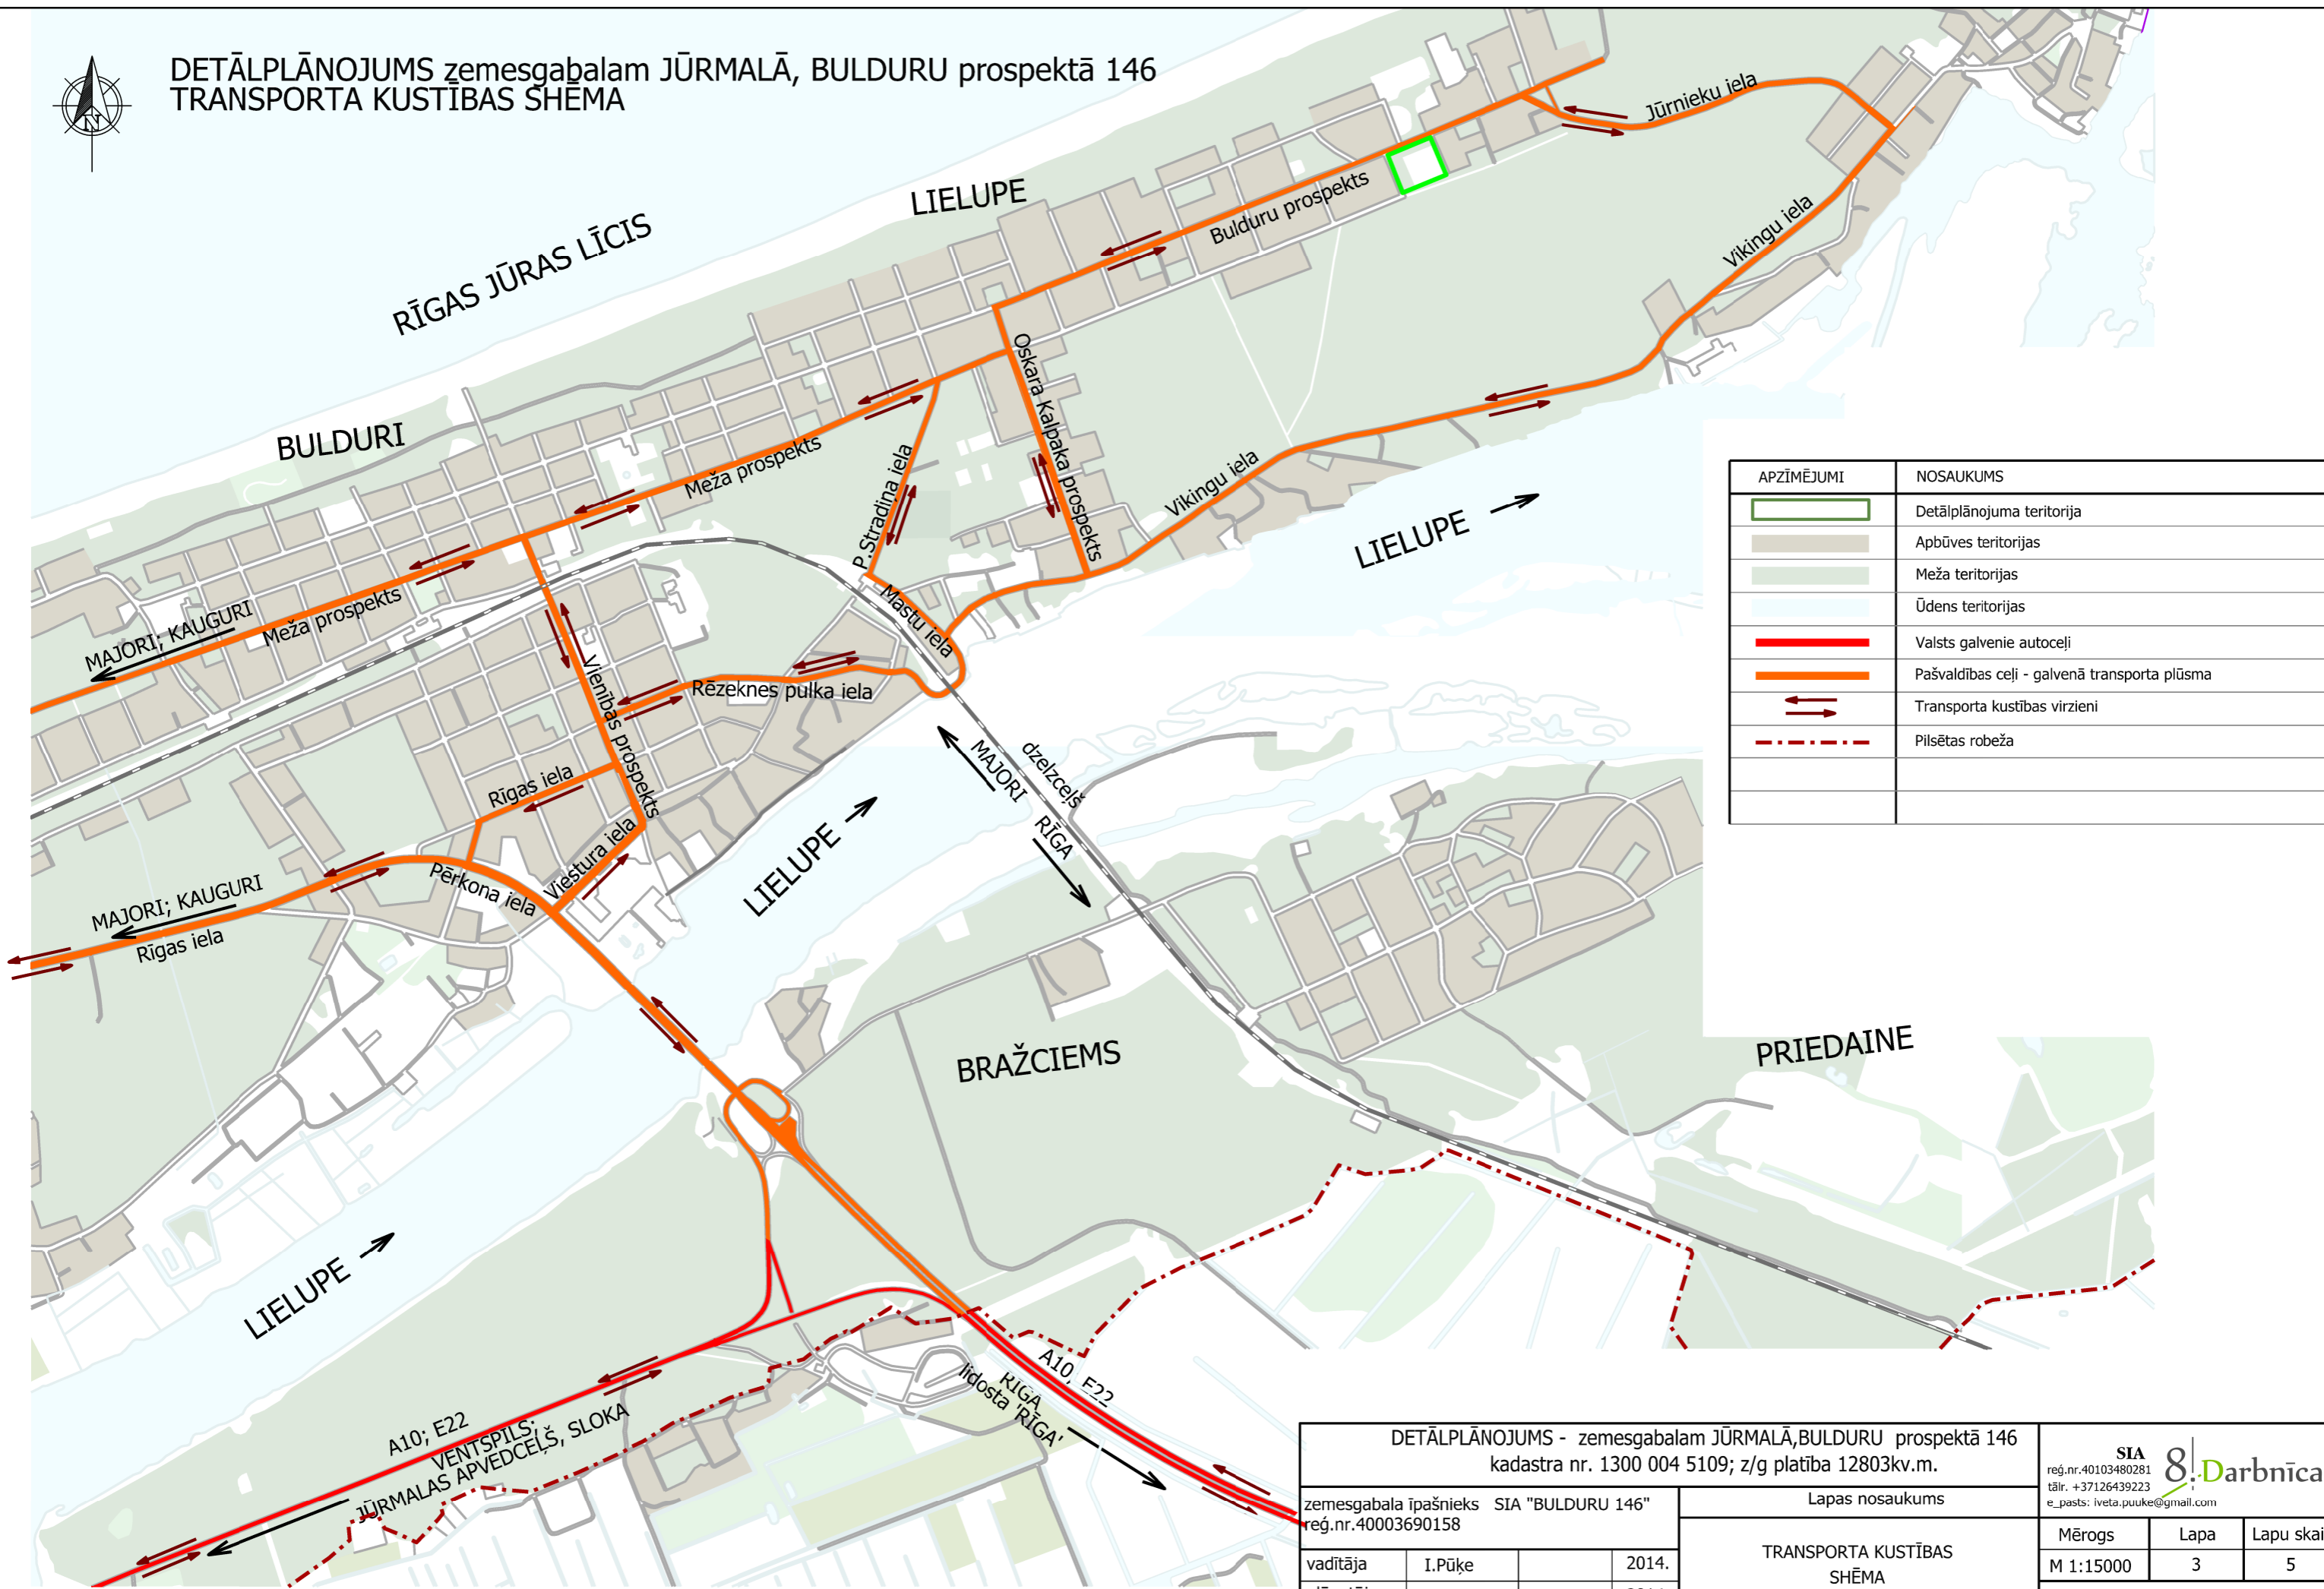 DETĀLPLĀNOJUMS zemesgabalam JŪRMALĀ, BULDURU prospektā 146
TRANSPORTA KUSTĪBAS SHĒMA
N
RĪGAS JŪRAS LĪCIS
LIELUPE
BULDURI
Jūrnieku iela
Bulduru prospekts
Vikingu iela
Oskara Kalpaka prospekts
Meža prospekts
P.Stradiņa iela
Vikingu iela
LIELUPE
Mastu iela
MAJORI; KAUGURI
Meža prospekts
Vienības prospekts
Rēzeknes pulka iela
Rīgas iela
Viestura iela
Pērkona iela
MAJORI; KAUGURI
Rīgas iela
LIELUPE
MAJORI
dzelzceļš
RĪGA
BRAŽCIEMS
PRIEDAINE
LIELUPE
A10; E22
VENTSPILS;
JŪRMALAS APVEDCEĻŠ, SLOKA
A10, E22
RĪGA
lidosta 'RĪGA'
APZĪMĒJUMI NOSAUKUMS
Detālplānojuma teritorija
Apbūves teritorijas
Meža teritorijas
Ūdens teritorijas
Valsts galvenie autoceļi
Pašvaldības ceļi - galvenā transporta plūsma
Transporta kustības virzieni
Pilsētas robeža
DETĀLPLĀNOJUMS - zemesgabalam JŪRMALĀ,BULDURU prospektā 146
kadastra nr. 1300 004 5109; z/g platība 12803kv.m.
zemesgabala īpašnieks SIA "BULDURU 146"
reģ.nr.40003690158
vadītāja I.Pūķe 2014.
Lapas nosaukums
TRANSPORTA KUSTĪBAS
SHĒMA
SIA
reģ.nr.40103480281
tālr. +37126439223
e_pasts: iveta.puuke@gmail.com
8.Darbnīca
Mērogs Lapa Lapu skai
M 1:15000 3 5